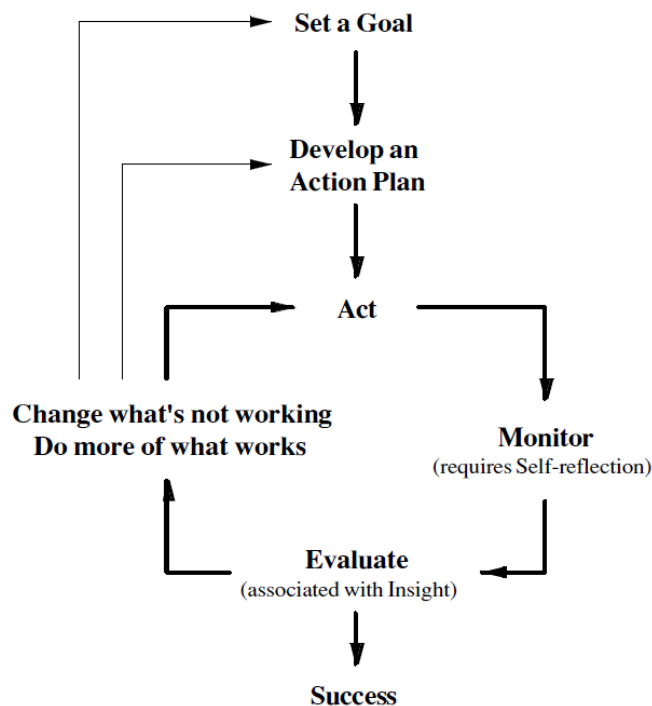 Set a Goal
Develop an
Action Plan
Act
Change what's not working
Do more of what works
Monitor
(requires Self-reflection)
Evaluate
(associated with Insight)
Success